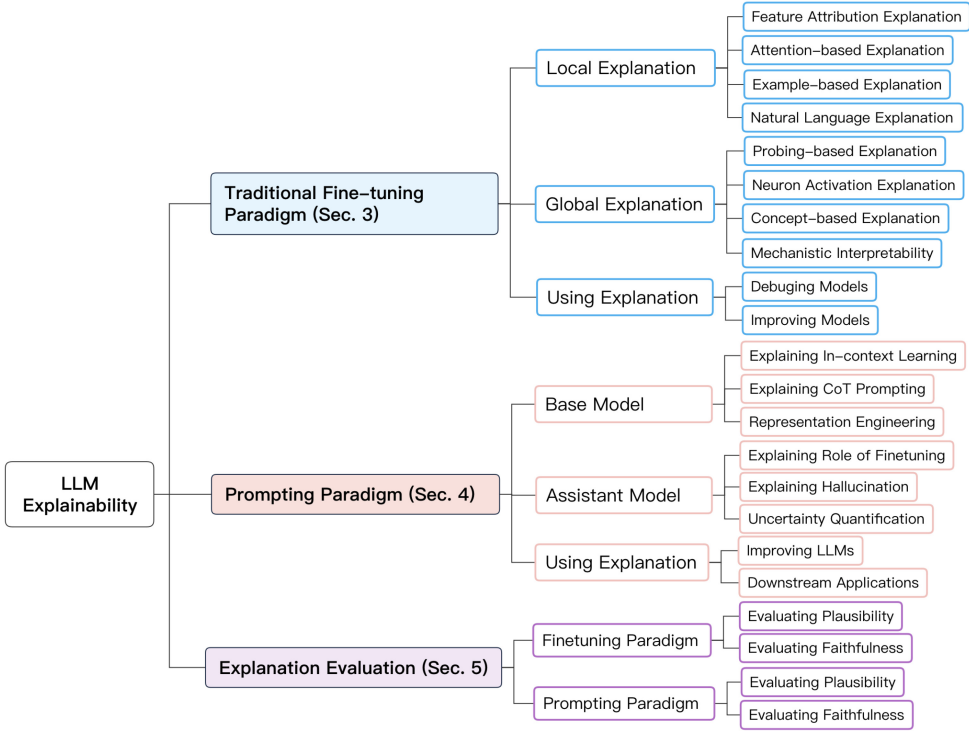 LLM
Explainability
Traditional Fine-tuning
Paradigm (Sec. 3)
Local Explanation
Feature Attribution Explanation
Attention-based Explanation
Example-based Explanation
Natural Language Explanation
Global Explanation
Probing-based Explanation
Neuron Activation Explanation
Concept-based Explanation
Mechanistic Interpretability
Using Explanation
Debuging Models
Improving Models
Prompting Paradigm (Sec. 4)
Base Model
Explaining In-context Learning
Explaining CoT Prompting
Representation Engineering
Assistant Model
Explaining Role of Finetuning
Explaining Hallucination
Uncertainty Quantification
Using Explanation
Improving LLMs
Downstream Applications
Explanation Evaluation (Sec. 5)
Finetuning Paradigm
Evaluating Plausibility
Evaluating Faithfulness
Prompting Paradigm
Evaluating Plausibility
Evaluating Faithfulness